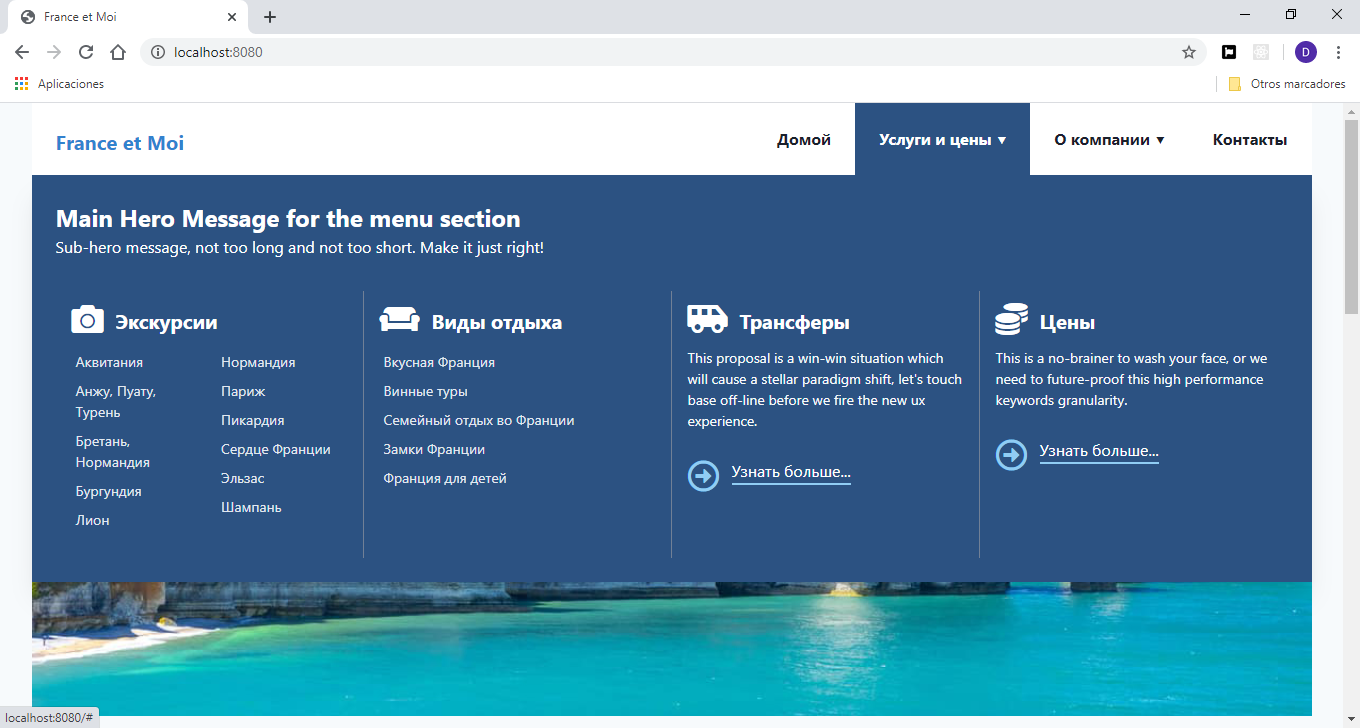 France et Moi
localhost:8080
D
Aplicaciones
Otros marcadores
France et Moi
Домой
Услуги и цены ▼
О компании ▼
Контакты
Main Hero Message for the menu section
Sub-hero message, not too long and not too short. Make it just right!
Экскурсии
Аквитания
Анжу, Пуату,
Турень
Бретань,
Нормандия
Бургундия
Лион
Нормандия
Париж
Пикардия
Сердце Франции
Эльзас
Шампань
Виды отдыха
Вкусная Франция
Винные туры
Семейный отдых во Франции
Замки Франции
Франция для детей
Трансферы
This proposal is a win-win situation which
will cause a stellar paradigm shift, let's touch
base off-line before we fire the new ux
experience.
Узнать больше...
Цены
This is a no-brainer to wash your face, or we
need to future-proof this high performance
keywords granularity.
Узнать больше...
localhost:8080/#